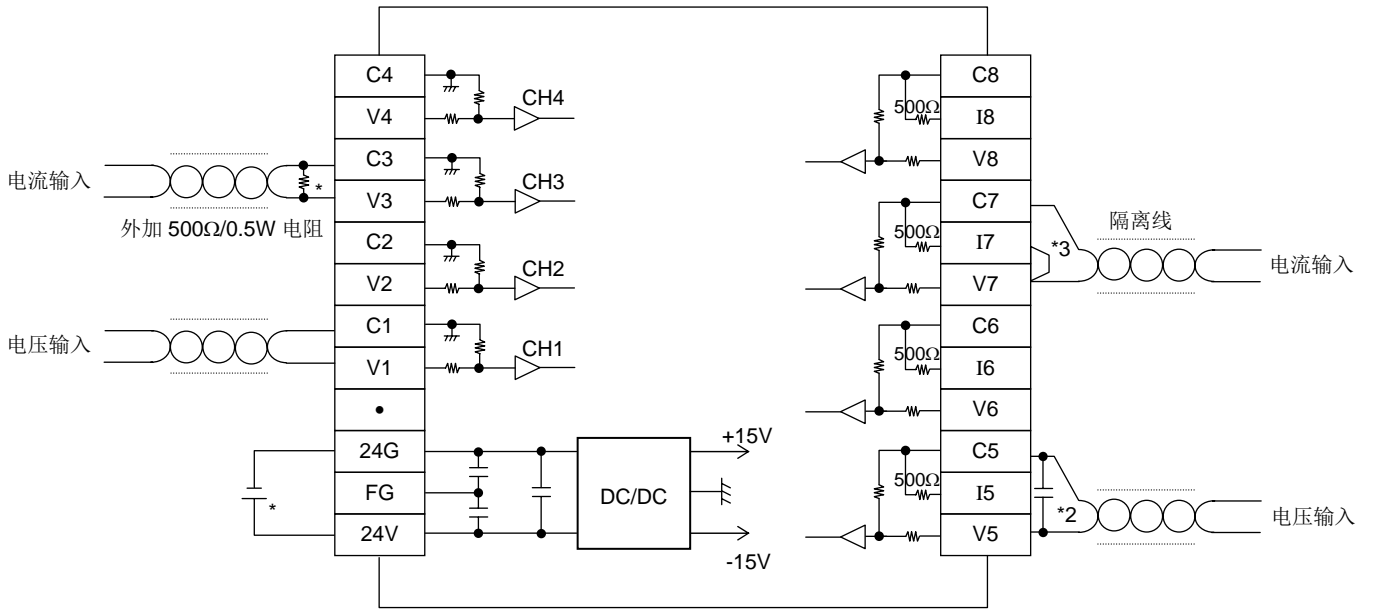 C4
V4
C3
V3
C2
V2
C1
V1
•
24G
FG
24V
CH4
CH3
CH2
CH1
电流输入
*
外加 500Ω/0.5W 电阻
电压输入
*
DC/DC
+15V
-15V
C8
I8
V8
C7
I7
V7
C6
I6
V6
C5
I5
V5
500Ω
500Ω
500Ω
500Ω
隔离线
*3
电流输入
*2
电压输入